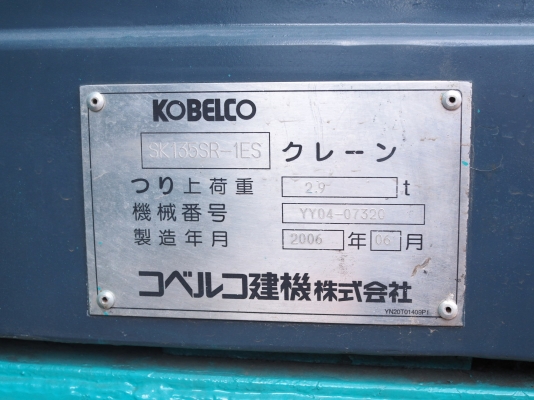 KOBELCO
SK135SR-1ES クレーン
つり上荷重 2.9 t
機械番号 YY04-07320
製造年月 2006 年 06 月
コベルコ建機株式会社
YN20T01409P1